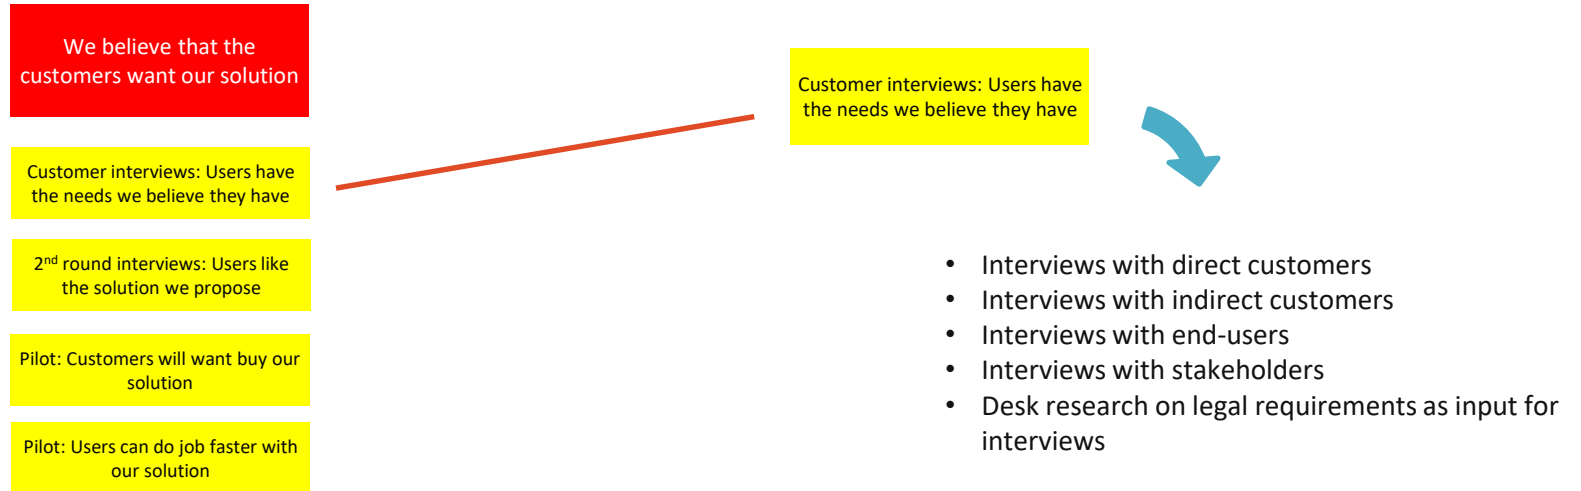 We believe that the
customers want our solution
Customer interviews: Users have
the needs we believe they have
2nd round interviews: Users like
the solution we propose
Pilot: Customers will want buy our
solution
Pilot: Users can do job faster with
our solution
Customer interviews: Users have
the needs we believe they have
• Interviews with direct customers
• Interviews with indirect customers
• Interviews with end-users
• Interviews with stakeholders
• Desk research on legal requirements as input for
interviews